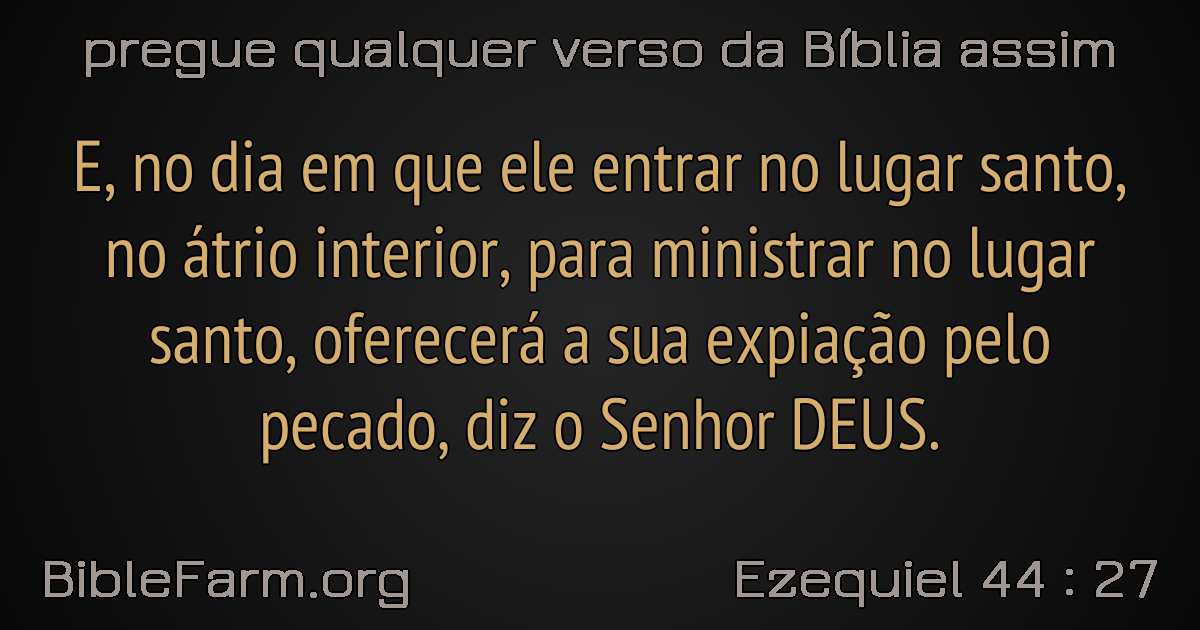 pregue qualquer verso da Bíblia assim
E, no dia em que ele entrar no lugar santo,
no átrio interior, para ministrar no lugar
santo, oferecerá a sua expiação pelo
pecado, diz o Senhor DEUS.
BibleFarm.org
Ezequiel 44 : 27